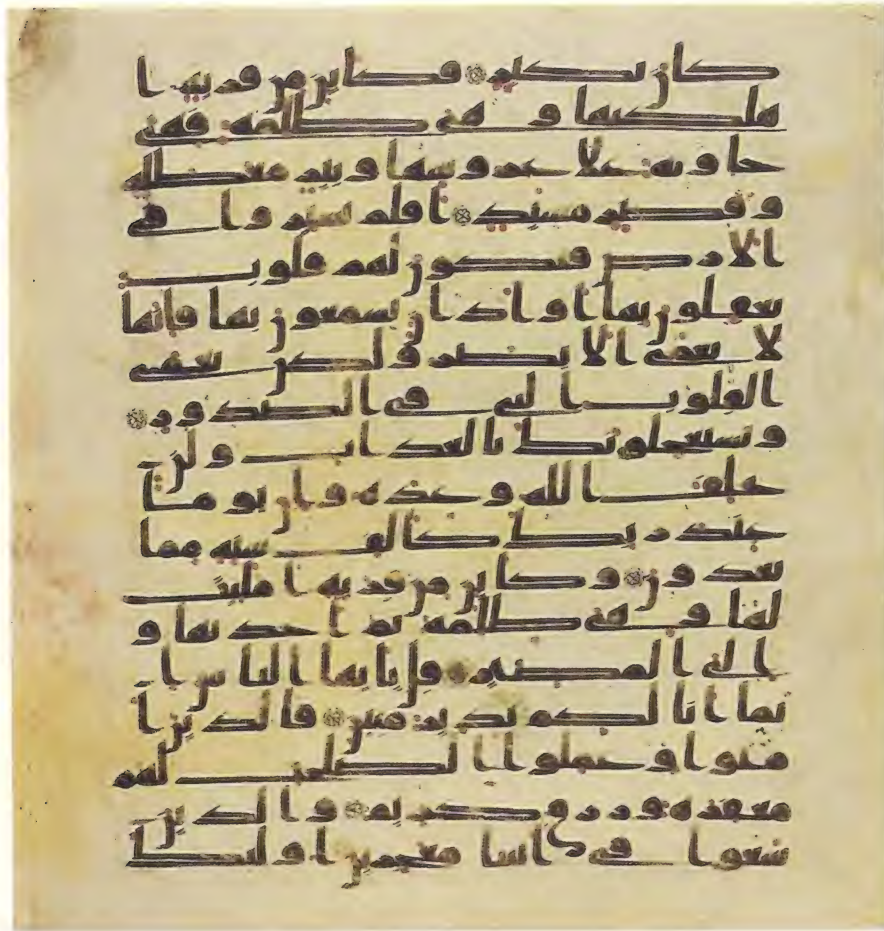 كان نكير فكاين من قرية ا
هلكنها وهي ظلمة فهي
خاوية على عروشها وبير معطلة
وقصر مشيد افلم يسيروا في
الارض فتكون لهم قلوب
يعقلون بها او اذان يسمعون بها فانها
لا تعمى الابصر ولكن تعمى
القلوب التي في الصدور
ويستعجلونك بالعذاب ولن
يخلف الله وعده وان يوما
عند ربك كالف سنة مما
تعدون وكاين من قرية امليت
لها وهي ظلمة ثم اخذتها و
الي المصير قل يايها الناس ا
نما انا لكم نذير مبين فالذين ا
منوا وعملوا الصلحت لهم
مغفرة ورزق كريم والذين
سعوا في ايتنا معجزين اوليك